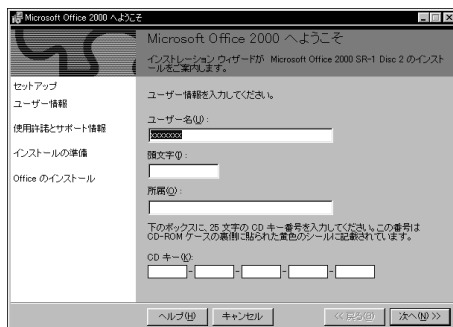 Microsoft Office 2000 へようこそ
Microsoft Office 2000 へようこそ
インストレーション ウィザードが Microsoft Office 2000 SR-1 Disc 2 のインスト
ールをご案内します。
セットアップ
ユーザー情報
使用許諾とサポート情報
インストールの準備
Office のインストール
ユーザー情報を入力してください。
ユーザー名(U):
xxxxxxx
頭文字(I):
所属(O):
下のボックスに、25 文字の CD キー番号を入力してください。この番号は
CD-ROM ケースの裏側に貼られた黄色のシールに記載されています。
CD キー(K):
- - - -
ヘルプ(H) キャンセル << 戻る(B) 次へ(N) >>